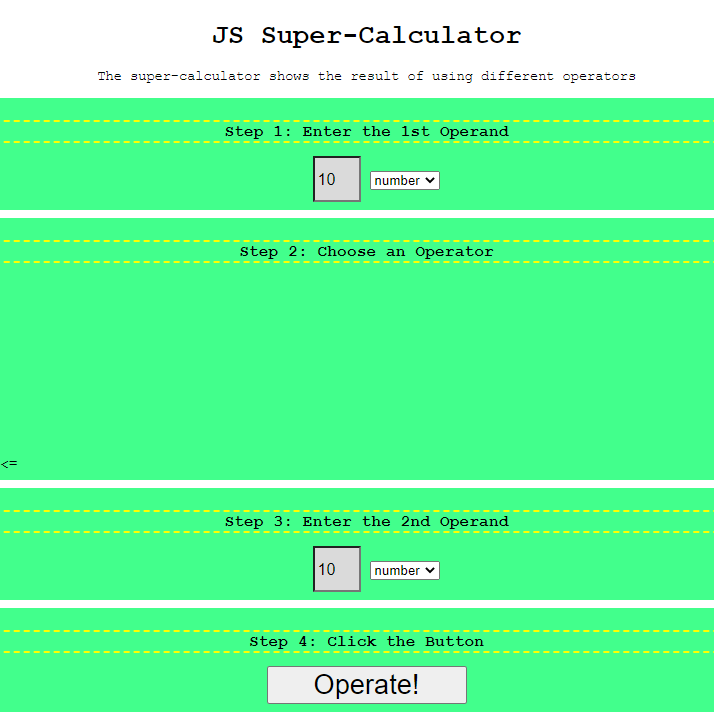 JS Super-Calculator
The super-calculator shows the result of using different operators
Step 1: Enter the 1st Operand
10 number
Step 2: Choose an Operator
<=
Step 3: Enter the 2nd Operand
10 number
Step 4: Click the Button
Operate!